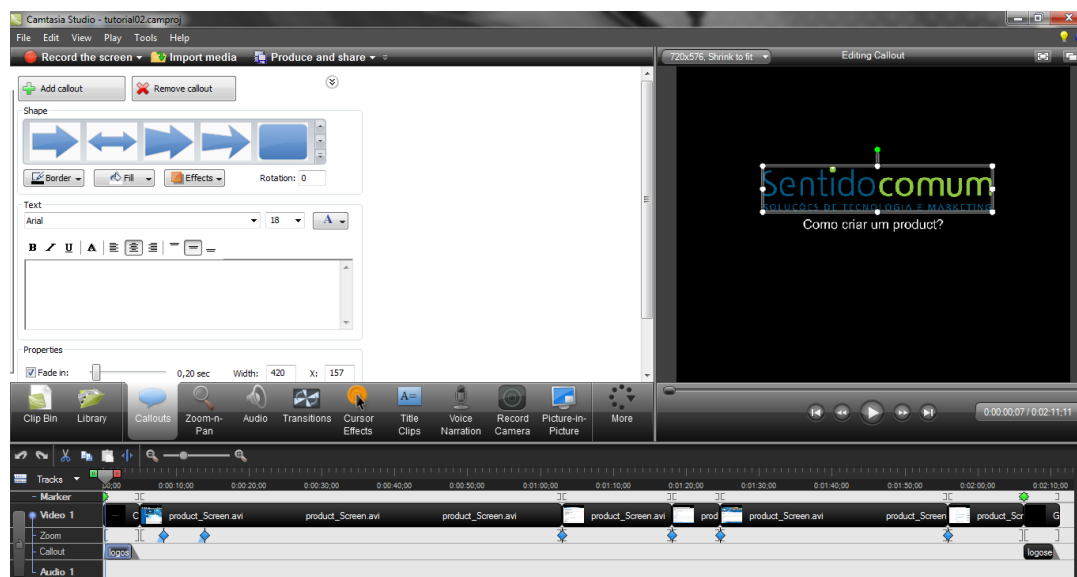 Camtasia Studio - tutorial02.camproj
File Edit View Play Tools Help
Record the screen Import media Produce and share
720x576, Shrink to fit Editing Callout
Add callout Remove callout
Shape
Border Fill Effects Rotation: 0
Text
Arial 18 A
B I U A
Properties
Fade in: 0,20 sec Width: 420 X: 157
Sentidocomum
SOLUÇÕES DE TECNOLOGIA E MARKETING
Como criar um product?
Clip Bin Library Callouts Zoom-n-Pan Audio Transitions Cursor Effects Title Clips Voice Narration Record Camera Picture-in-Picture More
0:00:00;07 / 0:02:11;11
Tracks 00;00 0:00:10;00 0:00:20;00 0:00:30;00 0:00:40;00 0:00:50;00 0:01:00;00 0:01:10;00 0:01:20;00 0:01:30;00 0:01:40;00 0:01:50;00 0:02:00;00 0:02:10;00
Marker
Video 1 C product_Screen.avi product_Screen.avi product_Screen.avi product_Screen.avi prod product_Screen.avi product_Screen product_Scr G
Zoom
Callout logos logose
Audio 1